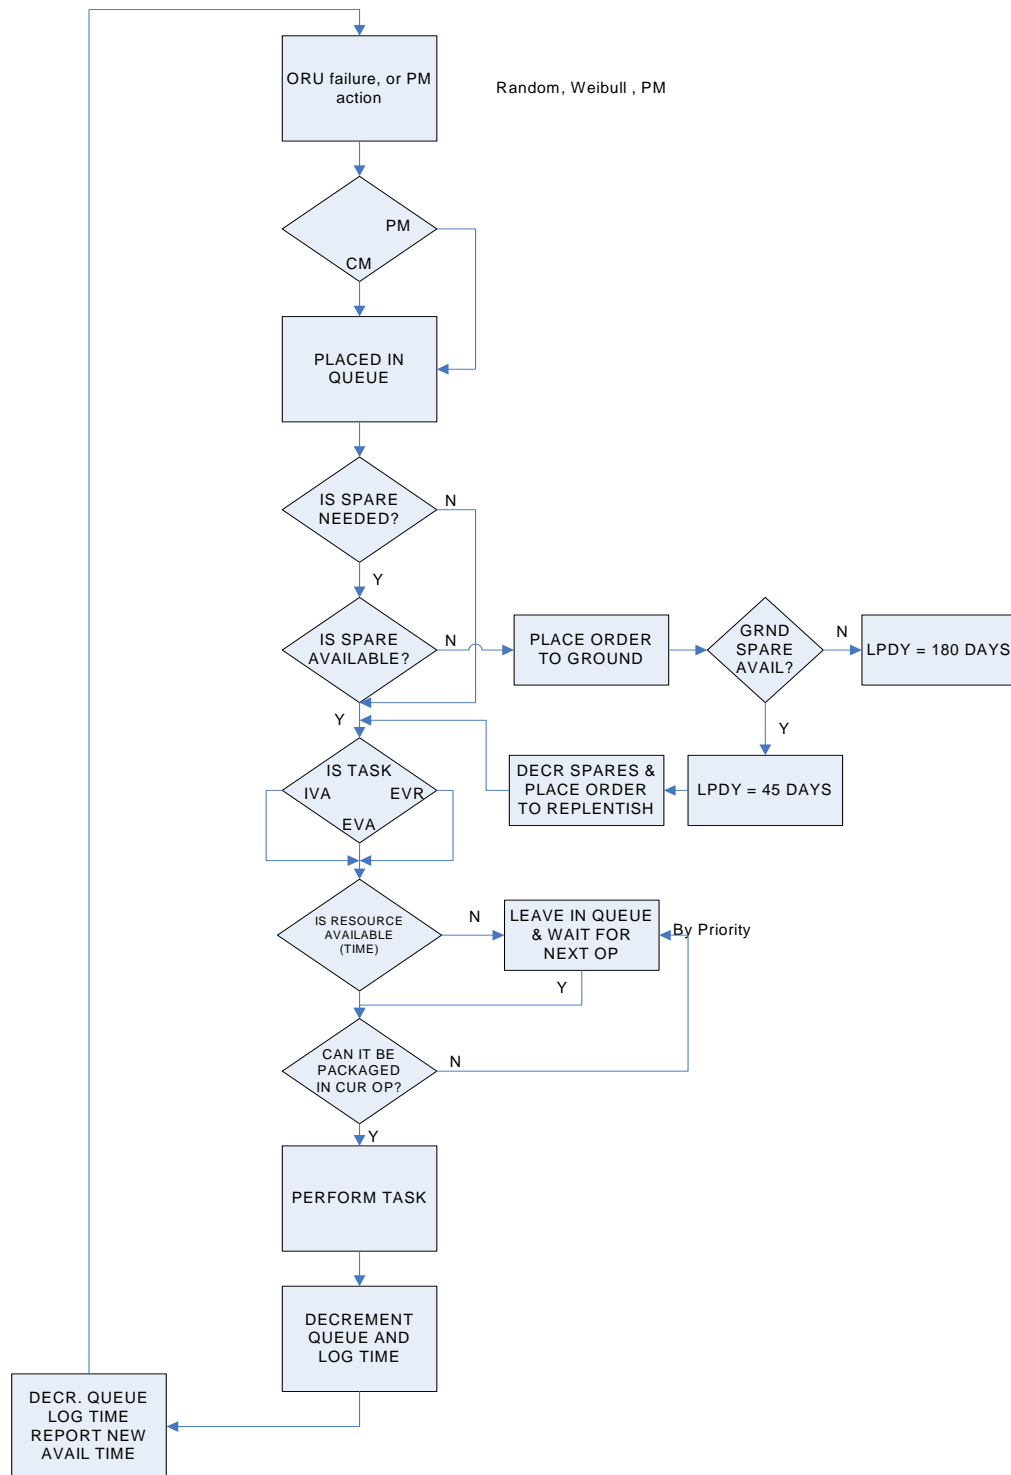 ORU failure, or PM
action
Random, Weibull , PM
PM
CM
PLACED IN
QUEUE
IS SPARE
NEEDED?
N
Y
IS SPARE
AVAILABLE?
N
PLACE ORDER
TO GROUND
GRND
SPARE
AVAIL?
N
LPDY = 180 DAYS
Y
Y
IS TASK
IVA
EVR
EVA
DECR SPARES &
PLACE ORDER
TO REPLENTISH
LPDY = 45 DAYS
IS RESOURCE
AVAILABLE
(TIME)
N
LEAVE IN QUEUE
& WAIT FOR
NEXT OP
By Priority
Y
CAN IT BE
PACKAGED
IN CUR OP?
N
Y
PERFORM TASK
DECREMENT
QUEUE AND
LOG TIME
DECR. QUEUE
LOG TIME
REPORT NEW
AVAIL TIME